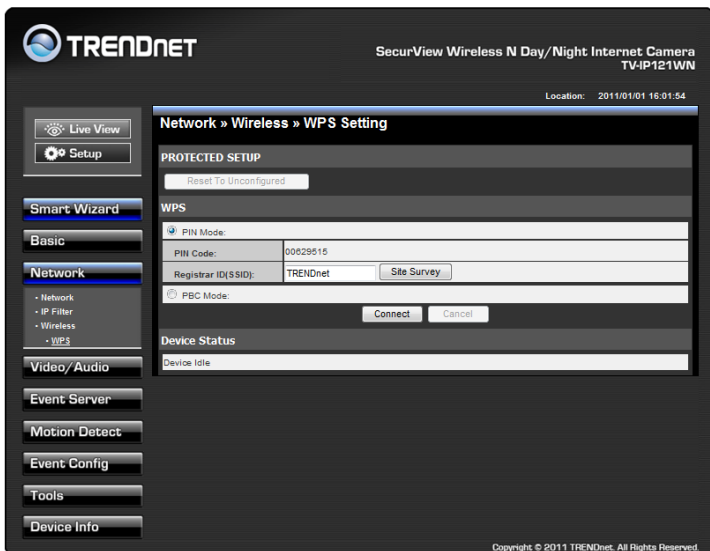 TRENDNET
SecurView Wireless N Day/Night Internet Camera
TV-IP121WN
Location: 2011/01/01 16:01:54
Live View
Setup
Smart Wizard
Basic
Network
• Network
• IP Filter
• Wireless
• WPS
Video/Audio
Event Server
Motion Detect
Event Config
Tools
Device Info
Network » Wireless » WPS Setting
PROTECTED SETUP
Reset To Unconfigured
WPS
PIN Mode:
PIN Code: 00629515
Registrar ID(SSID): TRENDnet Site Survey
PBC Mode:
Connect Cancel
Device Status
Device Idle
Copyright © 2011 TRENDnet. All Rights Reserved.